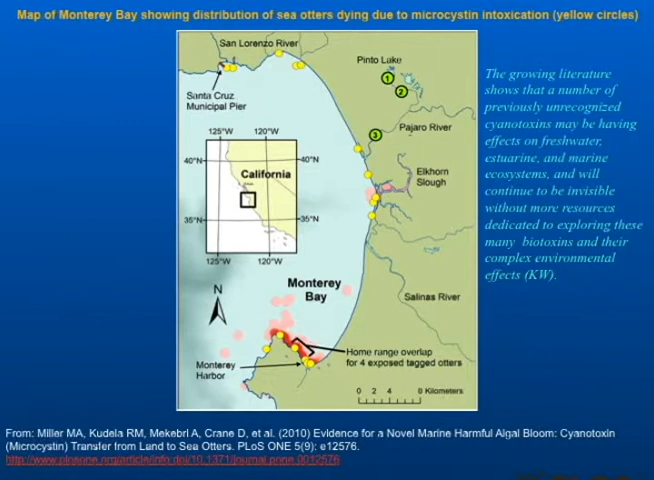 Map of Monterey Bay showing distribution of sea otters dying due to microcystin intoxication (yellow circles)
San Lorenzo River
Pinto Lake
1
2
Santa Cruz
Municipal Pier
125°W 120°W
3
Pajaro River
40°N 40°N
California
Elkhorn
Slough
35°N 35°N
125°W 120°W
N
Monterey
Bay
Salinas River
Monterey
Harbor
Home range overlap
for 4 exposed tagged otters
0 2 4 8 Kilometers
The growing literature
shows that a number of
previously unrecognized
cyanotoxins may be having
effects on freshwater,
estuarine, and marine
ecosystems, and will
continue to be invisible
without more resources
dedicated to exploring these
many biotoxins and their
complex environmental
effects (KW).
From: Miller MA, Kudela RM, Mekebri A, Crane D, et al. (2010) Evidence for a Novel Marine Harmful Algal Bloom: Cyanotoxin
(Microcystin) Transfer from Land to Sea Otters. PLoS ONE 5(9): e12576.
http://www.plosone.org/article/info:doi/10.1371/journal.pone.0012576